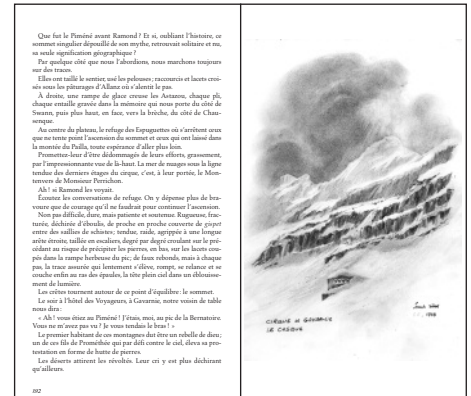 Que fut le Piméné avant Ramond ? Et si, oubliant l'histoire, ce
sommet singulier dépouillé de son mythe, retrouvait solitaire et nu,
sa seule signification géographique ?
Par quelque côté que nous l'abordions, nous marchons toujours
sur des traces.
Elles ont taillé le sentier, usé les pelouses ; raccourcis et lacets croi-
sés sous les pâturages d'Allanz où s'alentit le pas.
À droite, une rampe de glace creuse les Astazou, chaque pli,
chaque entaille gravée dans la mémoire qui nous porte du côté de
Swann, puis plus haut, en face, vers la brèche, du côté de Chau-
senque.
Au centre du plateau, le refuge des Espuguettes où s'arrêtent ceux
que ne tente point l'ascension du sommet et ceux qui ont laissé dans
la montée du Pailla, toute espérance d'aller plus loin.
Promettez-leur d'être dédommagés de leurs efforts, grassement,
par l'impressionnante vue de là-haut. La mer de nuages sous la ligne
tendue des derniers étages du cirque, c'est, à leur portée, le Mon-
tenvers de Monsieur Perrichon.
Ah ! si Ramond les voyait.
Écoutez les conversations de refuge. On y dépense plus de bra-
voure que de courage qu'il ne faudrait pour continuer l'ascension.
Non pas difficile, dure, mais patiente et soutenue. Rugueuse, frac-
turée, déchirée d'éboulis, de proche en proche couverte de gispet
entre des saillies de schistes ; tendue, raide, agrippée à une longue
arête étroite, taillée en escaliers, degré par degré croulant sur le pré-
cédant au risque de précipiter les pierres, en bas, sur les lacets cou-
pés dans la rampe herbeuse du pic ; de faux rebonds, mais à chaque
pas, la trace assurée qui lentement s'élève, rompt, se relance et se
couche enfin au ras des épaules, la tête plein ciel dans un éblouisse-
ment de lumière.
Les crêtes tournent autour de ce point d'équilibre : le sommet.
Le soir à l'hôtel des Voyageurs, à Gavarnie, notre voisin de table
nous dira :
« Ah ! vous étiez au Piméné ! J'étais, moi, au pic de la Bernatoire.
Vous ne m'avez pas vu ? Je vous tendais le bras ! »
Le premier habitant de ces montagnes dut être un rebelle de dieu ;
un de ces fils de Prométhée qui par défi contre le ciel, éleva sa pro-
testation en forme de hutte de pierres.
Les déserts attirent les révoltés. Leur cri y est plus déchirant
qu'ailleurs.
192
CIRQUE DE GAVARNIE
LE CASQUE